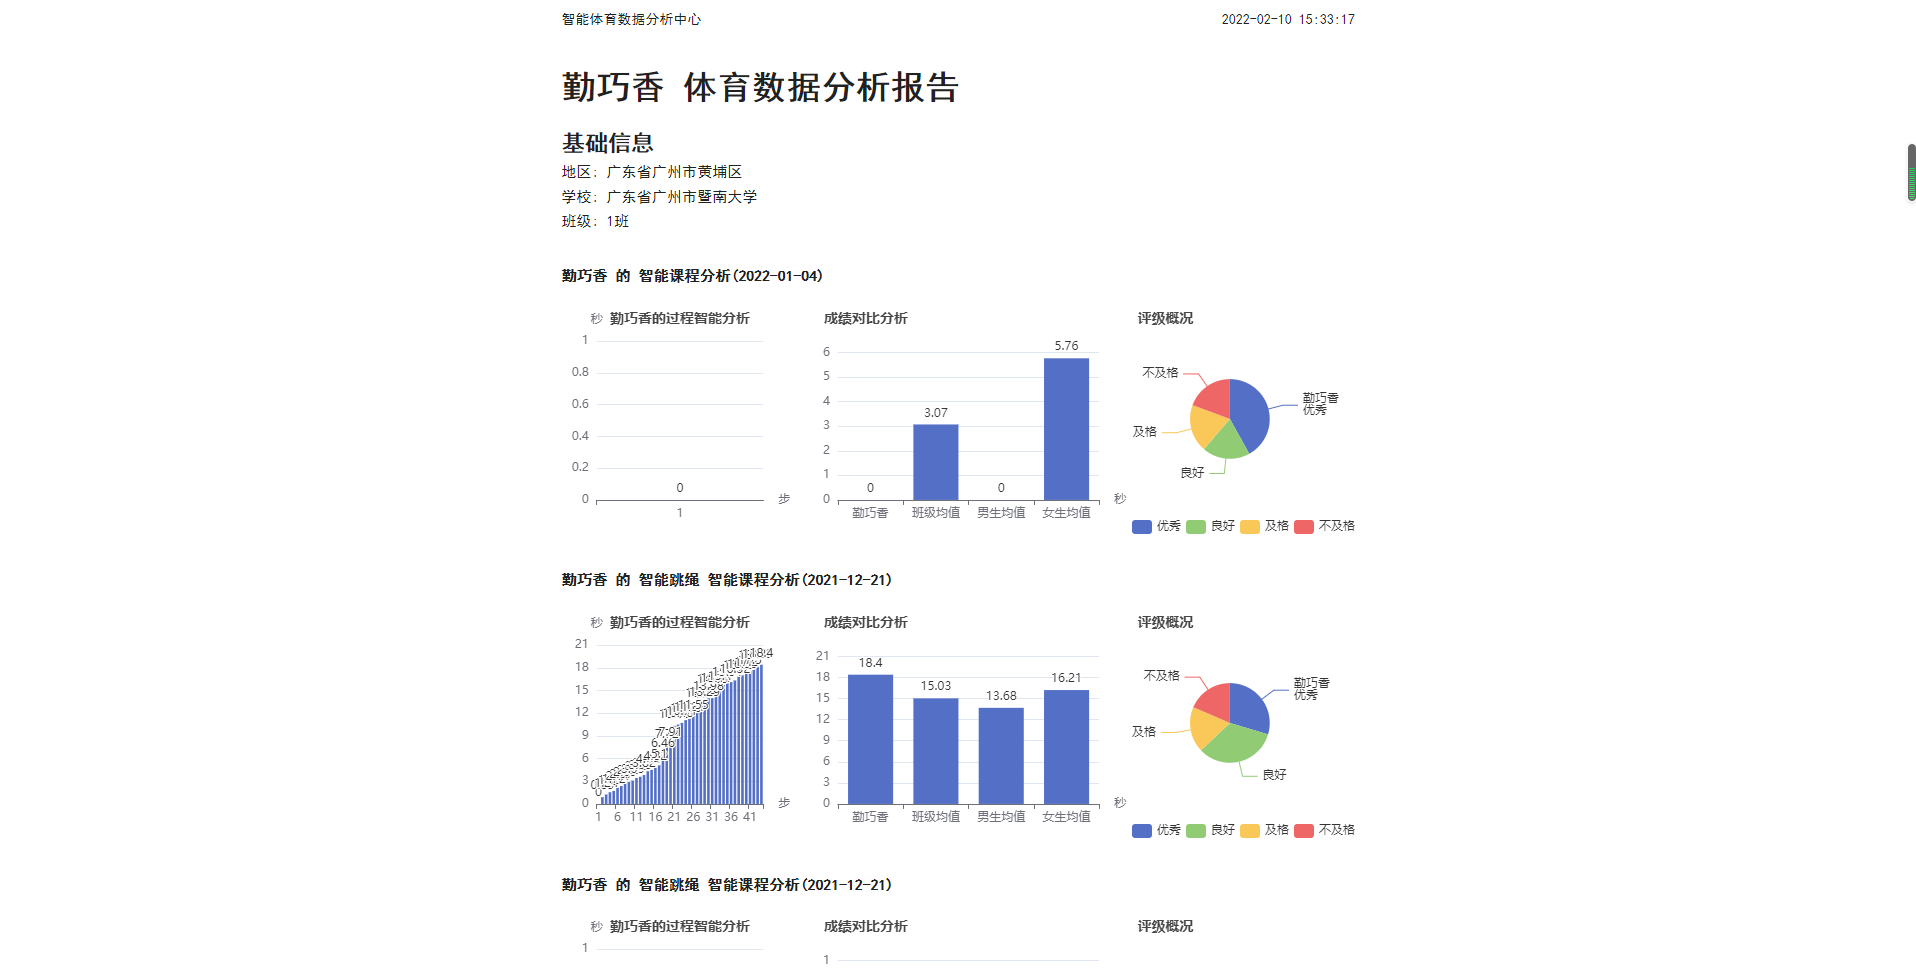 智能体育数据分析中心 2022-02-10 15:33:17
勤巧香 体育数据分析报告
基础信息
地区：广东省广州市黄埔区
学校：广东省广州市暨南大学
班级：1班
勤巧香 的 智能课程分析(2022-01-04)
秒 勤巧香的过程智能分析
1
0.8
0.6
0.4
0.2
0
0
步
1
成绩对比分析
6
5
4
3
2
1
0
0
3.07
0
5.76
秒
勤巧香 班级均值 男生均值 女生均值
评级概况
不及格
勤巧香
优秀
及格
良好
优秀 良好 及格 不及格
勤巧香 的 智能跳绳 智能课程分析(2021-12-21)
秒 勤巧香的过程智能分析
21
18
15
12
9
6
3
0
6.46
7.91
18.4
步
1 6 11 16 21 26 31 36 41
成绩对比分析
21
18
15
12
9
6
3
0
18.4
15.03
13.68
16.21
秒
勤巧香 班级均值 男生均值 女生均值
评级概况
不及格
勤巧香
优秀
及格
良好
优秀 良好 及格 不及格
勤巧香 的 智能跳绳 智能课程分析(2021-12-21)
秒 勤巧香的过程智能分析
1
成绩对比分析
1
评级概况